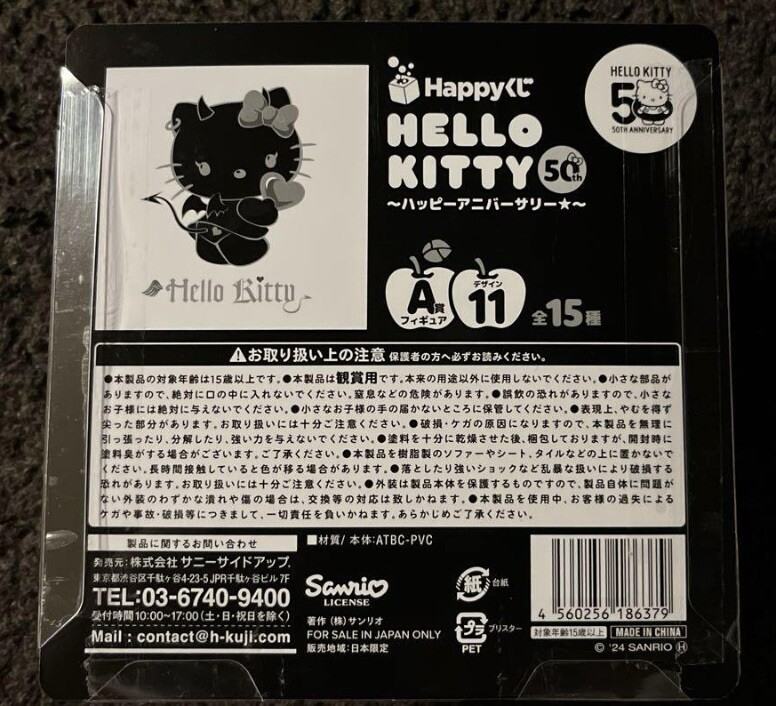 Happyくじ
HELLO
KITTY 50th
～ハッピーアニバーサリー★～
HELLO KITTY
50
50TH ANNIVERSARY
Hello Kitty
A賞
フィギュア
デザイン
11
全15種
⚠お取り扱い上の注意 保護者の方へ必ずお読みください。
●本製品の対象年齢は15歳以上です。●本製品は観賞用です。本来の用途以外に使用しないでください。●小さな部品が
ありますので、絶対に口の中に入れないでください。窒息などの危険があります。●誤飲の恐れがありますので、小さな
お子様には絶対に与えないでください。●小さなお子様の手の届かないところに保管してください。●表現上、やむを得ず
尖った部分があります。お取り扱いには十分ご注意ください。●破損・ケガの原因になりますので、本製品を無理に
引っ張ったり、分解したり、強い力を与えないでください。●塗料を十分に乾燥させた後、梱包しておりますが、開封時に
塗料臭がする場合がございます。ご了承ください。●本製品を樹脂製のソファーやシート、タイルなどの上に置かないで
ください。長時間接触していると色が移る場合があります。●落としたり強いショックなど乱暴な扱いにより破損する
恐れがあります。お取り扱いには十分ご注意ください。●外装は製品本体を保護するものですので、製品自体に問題が
ない外装のわずかな潰れや傷の場合は、交換等の対応は致しかねます。●本製品を使用中、お客様の過失による
ケガや事故・破損等につきまして、一切責任を負いかねます。あらかじめご了承ください。
製品に関するお問い合わせ
発売元：株式会社 サニーサイドアップ
東京都渋谷区千駄ヶ谷4-23-5 JPR千駄ヶ谷ビル 7F
TEL:03-6740-9400
受付時間10:00~17:00(土・日・祝日を除く)
Mail : contact@h-kuji.com
■材質/ 本体:ATBC-PVC
Sanrio
LICENSE
著作 (株)サンリオ
FOR SALE IN JAPAN ONLY
販売地域:日本限定
紙 台紙
プラ ブリスター
PET
4 560256 186379
対象年齢15歳以上
MADE IN CHINA
© '24 SANRIO Ⓗ